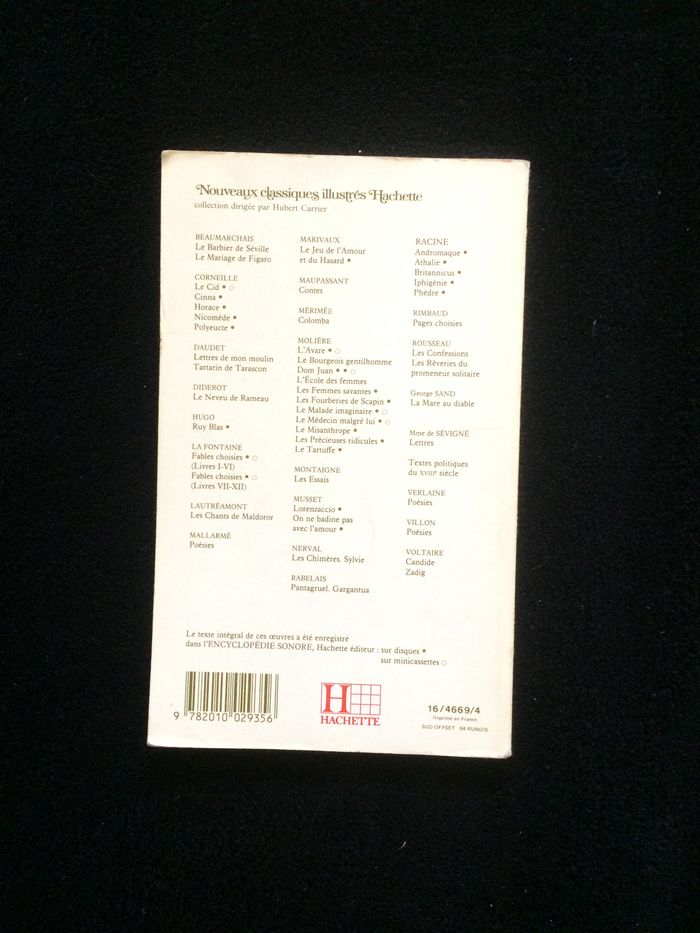 Nouveaux classiques illustrés Hachette
collection dirigée par Hubert Carrier
BEAUMARCHAIS
Le Barbier de Séville
Le Mariage de Figaro
CORNEILLE
Le Cid • ○
Cinna •
Horace •
Nicomède •
Polyeucte •
DAUDET
Lettres de mon moulin
Tartarin de Tarascon
DIDEROT
Le Neveu de Rameau
HUGO
Ruy Blas •
LA FONTAINE
Fables choisies • ○
(Livres I-VI)
Fables choisies • ○
(Livres VII-XII)
LAUTRÉAMONT
Les Chants de Maldoror
MALLARMÉ
Poésies
MARIVAUX
Le Jeu de l'Amour
et du Hasard •
MAUPASSANT
Contes
MÉRIMÉE
Colomba
MOLIÈRE
L'Avare • ○
Le Bourgeois gentilhomme
Dom Juan • • ○
L'École des femmes
Les Femmes savantes •
Les Fourberies de Scapin •
Le Malade imaginaire • ○
Le Médecin malgré lui • ○
Le Misanthrope •
Les Précieuses ridicules •
Le Tartuffe •
MONTAIGNE
Les Essais
MUSSET
Lorenzaccio •
On ne badine pas
avec l'amour •
NERVAL
Les Chimères. Sylvie
RABELAIS
Pantagruel. Gargantua
RACINE
Andromaque •
Athalie •
Britannicus •
Iphigénie •
Phèdre •
RIMBAUD
Pages choisies
ROUSSEAU
Les Confessions
Les Rêveries du
promeneur solitaire
George SAND
La Mare au diable
Mme de SÉVIGNÉ
Lettres
Textes politiques
du XVIIIe siècle
VERLAINE
Poésies
VILLON
Poésies
VOLTAIRE
Candide
Zadig
Le texte intégral de ces œuvres a été enregistré
dans l'ENCYCLOPÉDIE SONORE, Hachette éditeur : sur disques •
sur minicassettes ○
9 782010 029356
H
HACHETTE
16/4669/4
Imprimé en France
SUD-OFFSET 94 RUNGIS